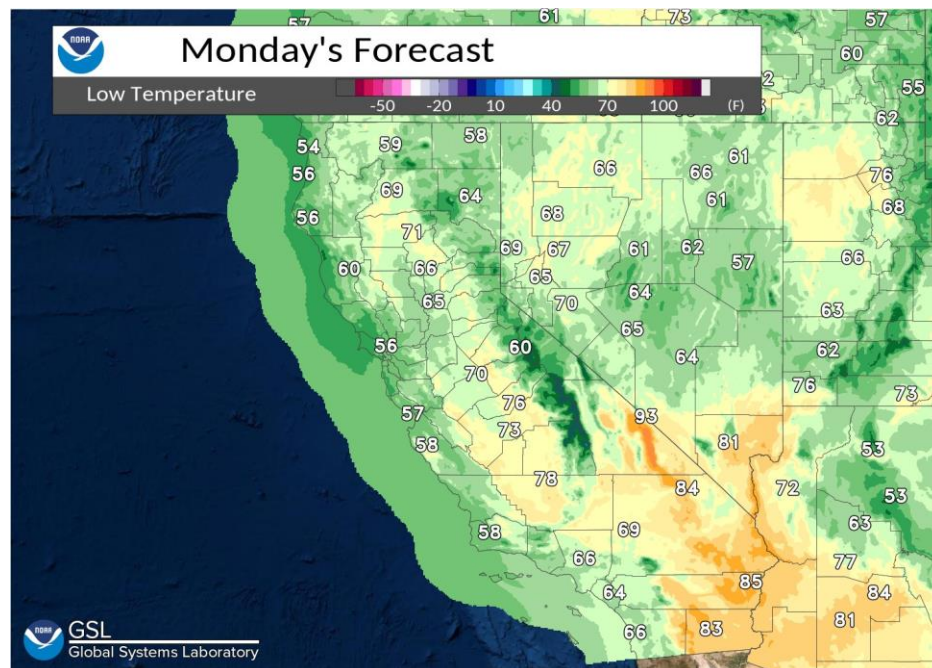 57 61 73 57
NOAA
Monday's Forecast
60
Low Temperature
-50 -20 10 40 70 100 (F)
55
62
54 59 58 61
56 66 66 76
69 64 61 68
56 68
71 69 67 61 62 57 66
60 66 65
65 70 64 63
65
56 60 64 62
70 76 73
57 76 93
58 73 81 53
78 84 72 53
58 69 63
66 77
64 85 84
66 83 81
NOAA
GSL
Global Systems Laboratory